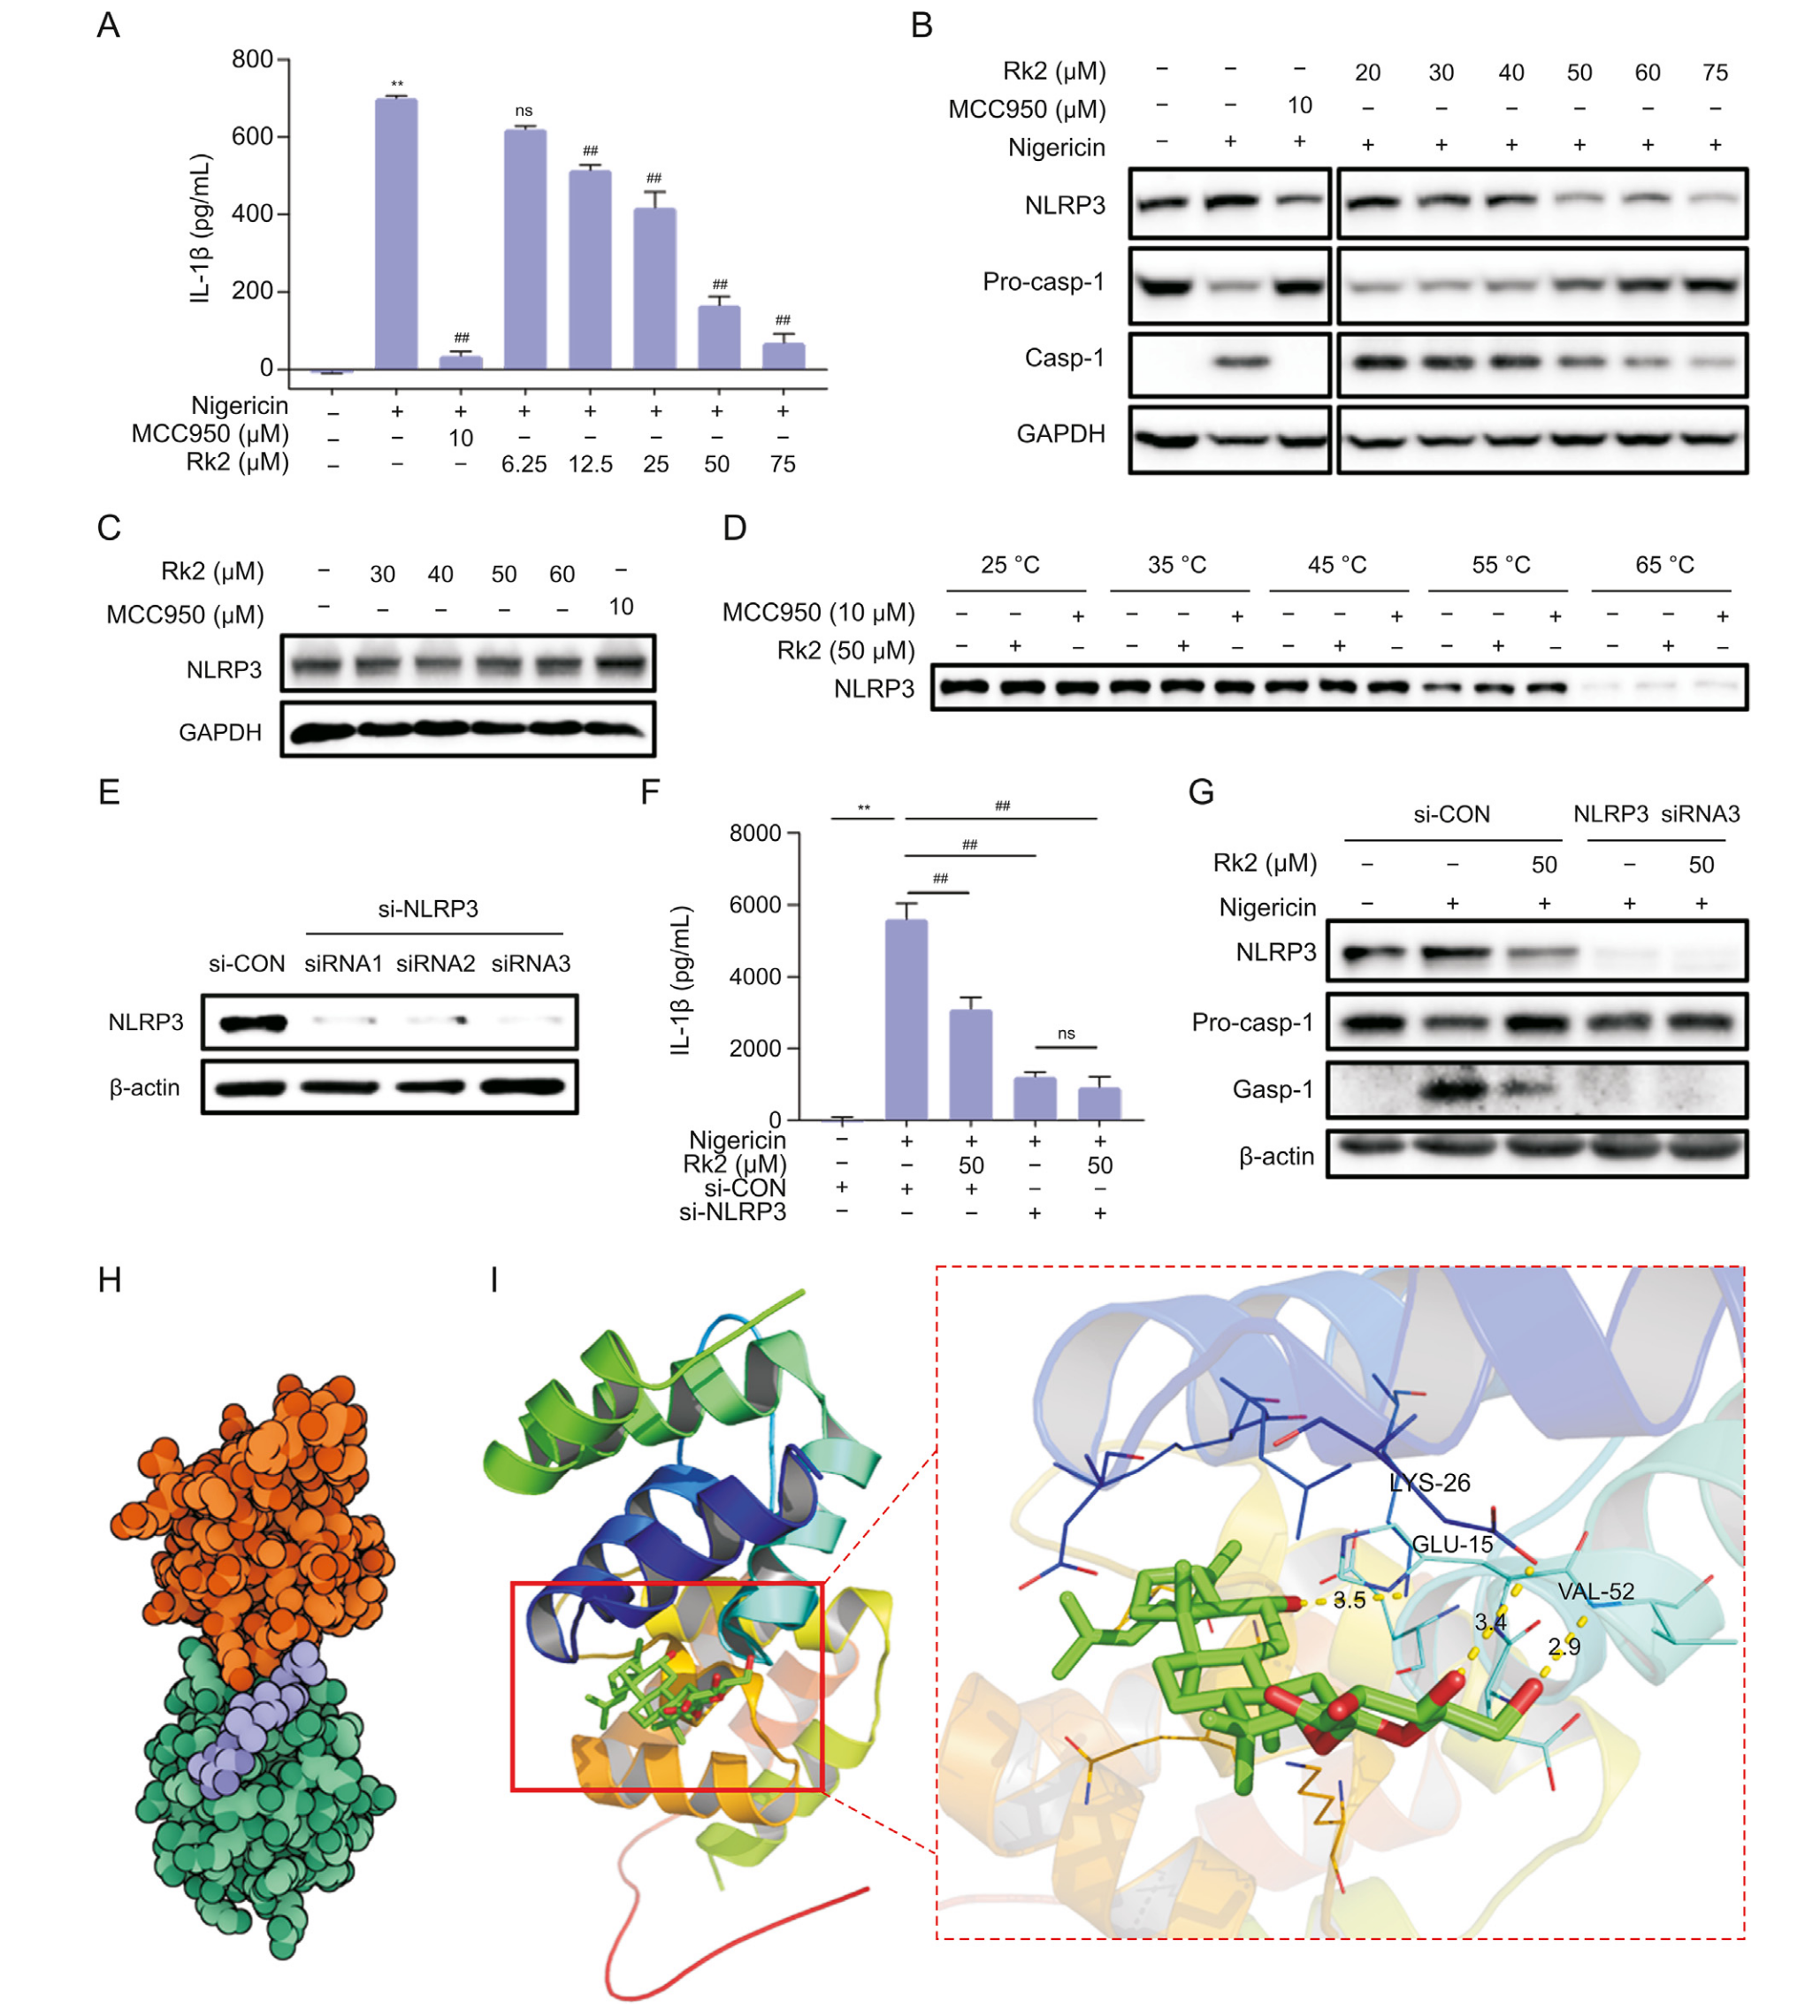 A
800
600
400
200
0
IL-1β (pg/mL)
** ## ns ## ## ## ##
Nigericin – + + + + + + +
MCC950 (μM) – – 10 – – – – –
Rk2 (μM) – – – 6.25 12.5 25 50 75
B
Rk2 (μM) – – – 20 30 40 50 60 75
MCC950 (μM) – – 10 – – – – – –
Nigericin – + + + + + + + +
NLRP3
Pro-casp-1
Casp-1
GAPDH
C
Rk2 (μM) – 30 40 50 60 –
MCC950 (μM) – – – – – 10
NLRP3
GAPDH
D
25 °C 35 °C 45 °C 55 °C 65 °C
MCC950 (10 μM) – – + – – + – – + – – + – – +
Rk2 (50 μM) – + – – + – – + – – + – – + –
NLRP3
E
si-NLRP3
si-CON siRNA1 siRNA2 siRNA3
NLRP3
β-actin
F
** ##
##
##
ns
8000
6000
4000
2000
0
IL-1β (pg/mL)
Nigericin – + + + +
Rk2 (μM) – – 50 – 50
si-CON + + + – –
si-NLRP3 – – – + +
G
si-CON NLRP3 siRNA3
Rk2 (μM) – – 50 – 50
Nigericin – + + + +
NLRP3
Pro-casp-1
Gasp-1
β-actin
H
I
LYS-26
GLU-15
VAL-52
3.5
3.4
2.9